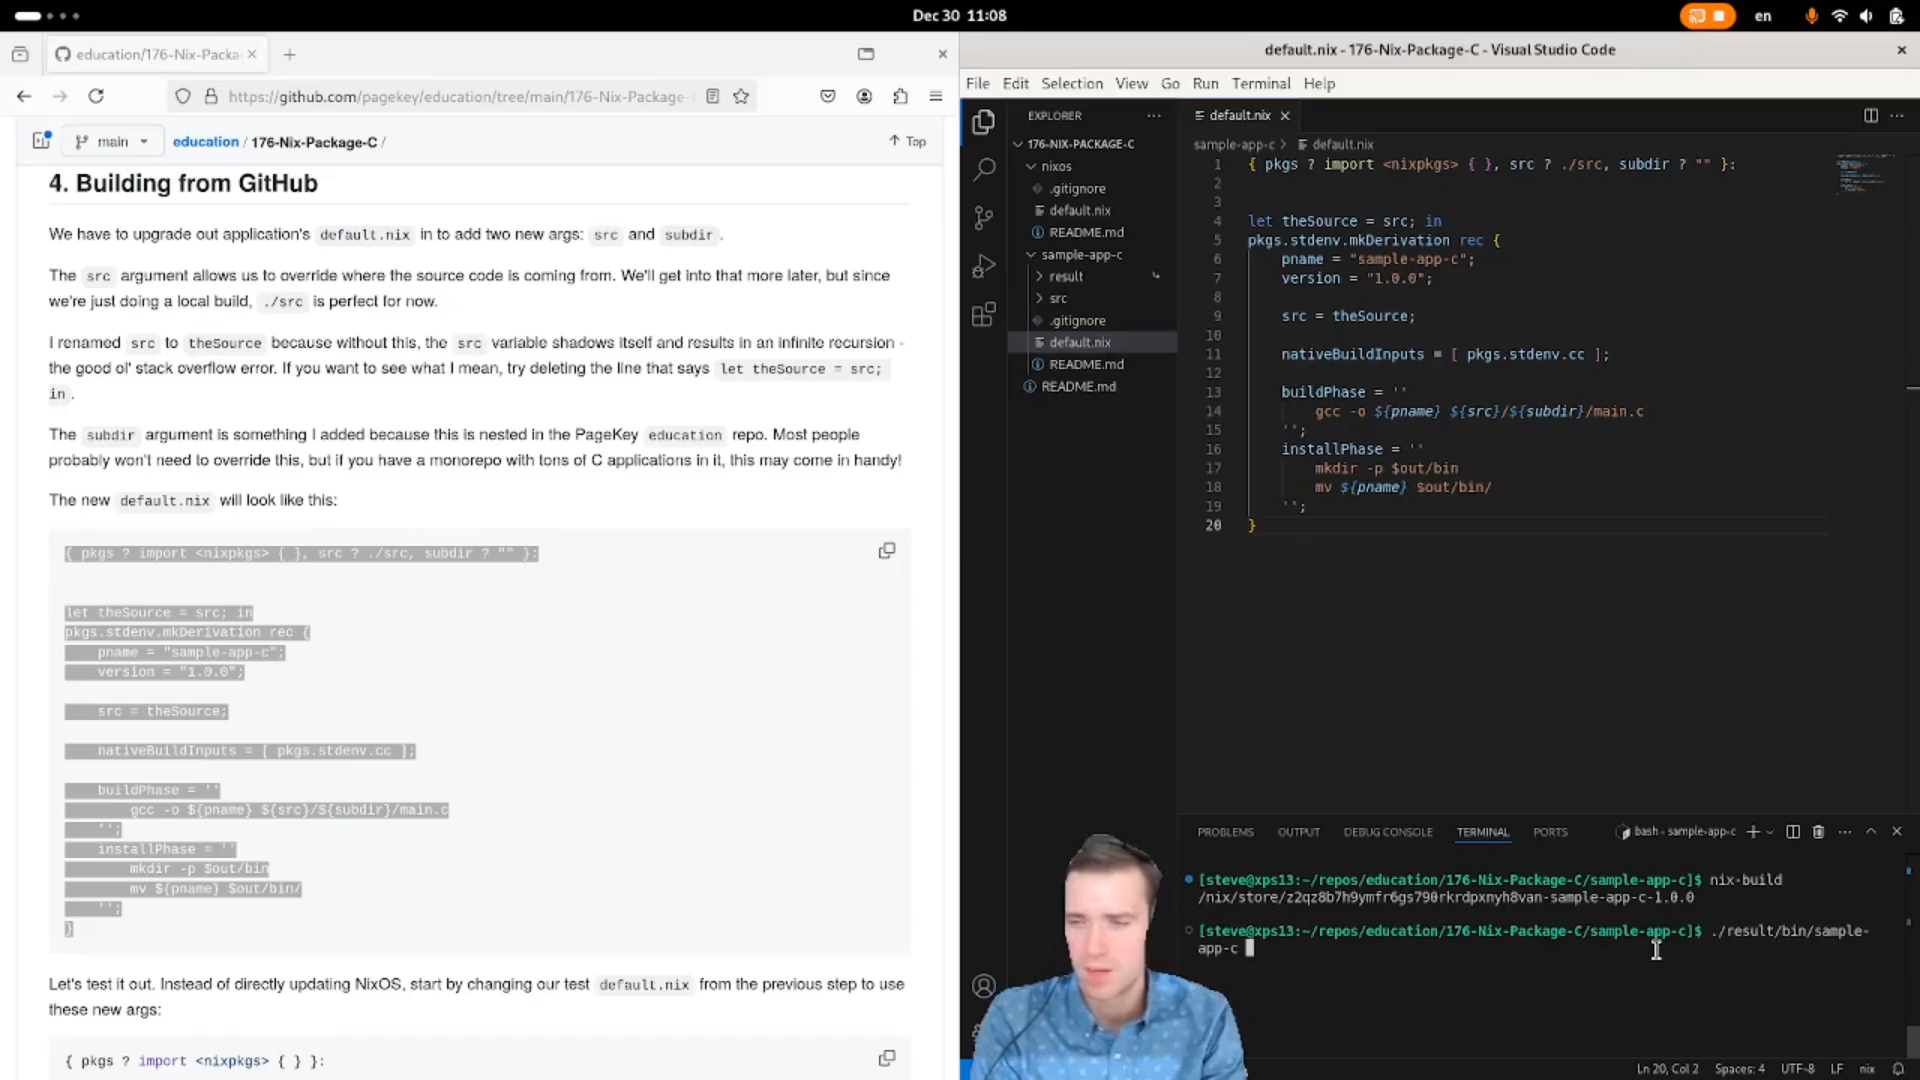 Dec 30 11:08
en
education/176-Nix-Packa
https://github.com/pagekey/education/tree/main/176-Nix-Package-
main
education / 176-Nix-Package-C /
Top
4. Building from GitHub
We have to upgrade out application's default.nix in to add two new args: src and subdir .
The src argument allows us to override where the source code is coming from. We'll get into that more later, but since
we're just doing a local build, ./src is perfect for now.
I renamed src to theSource because without this, the src variable shadows itself and results in an infinite recursion -
the good ol' stack overflow error. If you want to see what I mean, try deleting the line that says let theSource = src;
in .
The subdir argument is something I added because this is nested in the PageKey education repo. Most people
probably won't need to override this, but if you have a monorepo with tons of C applications in it, this may come in handy!
The new default.nix will look like this:
{ pkgs ? import <nixpkgs> { }, src ? ./src, subdir ? "" }:
let theSource = src; in
pkgs.stdenv.mkDerivation rec {
pname = "sample-app-c";
version = "1.0.0";
src = theSource;
nativeBuildInputs = [ pkgs.stdenv.cc ];
buildPhase = ''
gcc -o ${pname} ${src}/${subdir}/main.c
'';
installPhase = ''
mkdir -p $out/bin
mv ${pname} $out/bin/
'';
}
Let's test it out. Instead of directly updating NixOS, start by changing our test default.nix from the previous step to use
these new args:
{ pkgs ? import <nixpkgs> { } }:
default.nix - 176-Nix-Package-C - Visual Studio Code
File Edit Selection View Go Run Terminal Help
EXPLORER
176-NIX-PACKAGE-C
nixos
.gitignore
default.nix
README.md
sample-app-c
result
src
.gitignore
default.nix
README.md
README.md
default.nix
sample-app-c > default.nix
1 { pkgs ? import <nixpkgs> { }, src ? ./src, subdir ? "" }:
2
3
4 let theSource = src; in
5 pkgs.stdenv.mkDerivation rec {
6 pname = "sample-app-c";
7 version = "1.0.0";
8
9 src = theSource;
10
11 nativeBuildInputs = [ pkgs.stdenv.cc ];
12
13 buildPhase = ''
14 gcc -o ${pname} ${src}/${subdir}/main.c
15 '';
16 installPhase = ''
17 mkdir -p $out/bin
18 mv ${pname} $out/bin/
19 '';
20 }
PROBLEMS OUTPUT DEBUG CONSOLE TERMINAL PORTS bash - sample-app-c
[steve@xps13:~/repos/education/176-Nix-Package-C/sample-app-c]$ nix-build
/nix/store/z2qz8b7h9ymfr6gs790rkrdpxnyh8van-sample-app-c-1.0.0
[steve@xps13:~/repos/education/176-Nix-Package-C/sample-app-c]$ ./result/bin/sample-
app-c
Ln 20, Col 2 Spaces: 4 UTF-8 LF nix